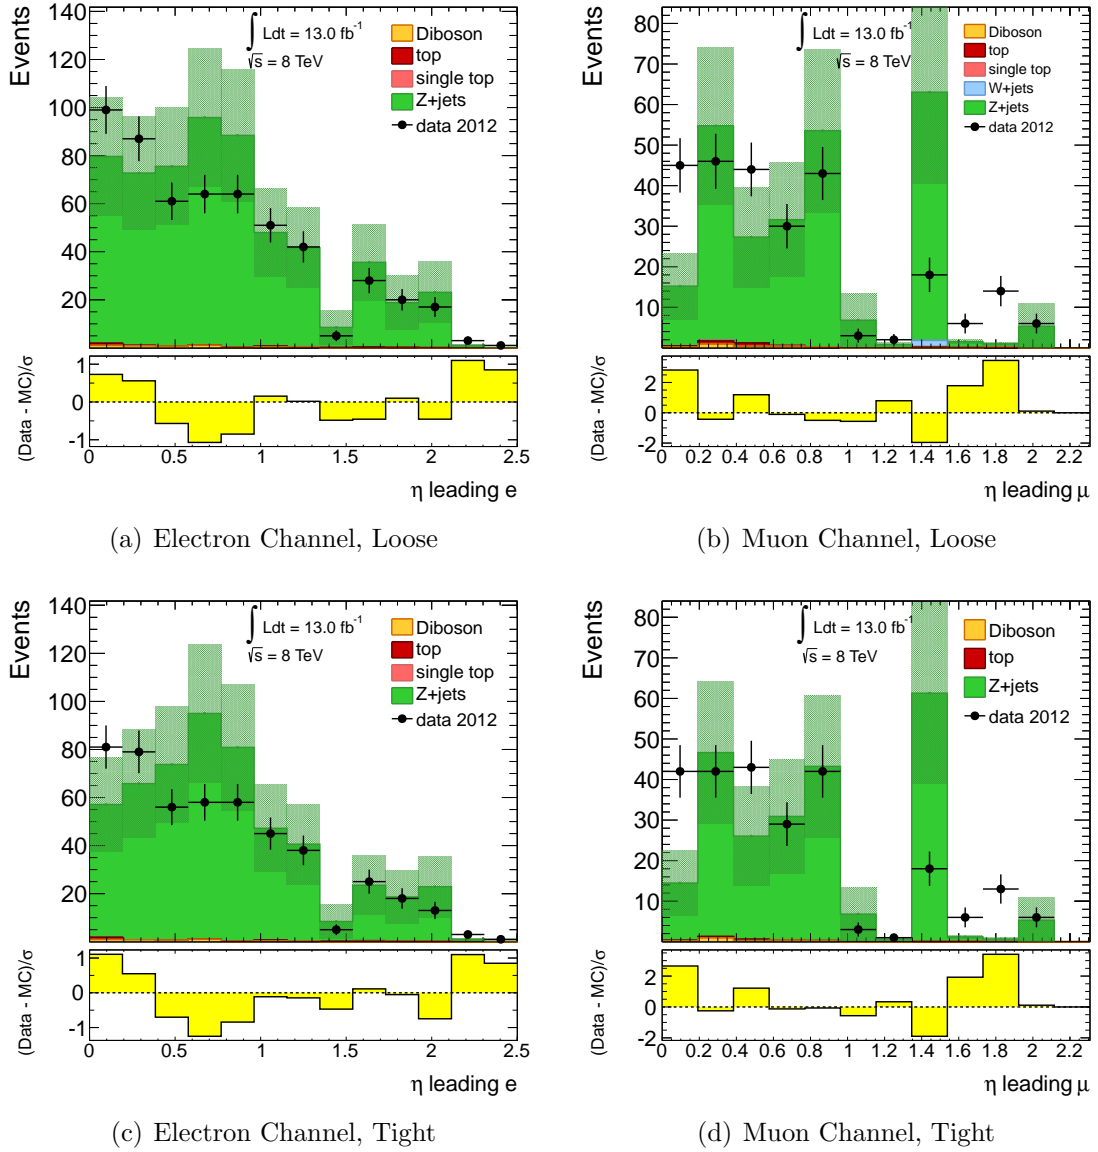 Events
140
120
100
80
60
40
20
∫ Ldt = 13.0 fb⁻¹
√s = 8 TeV
Diboson
top
single top
Z+jets
data 2012
(Data - MC)/σ
1
0
-1
0 0.5 1 1.5 2 2.5
η leading e
(a) Electron Channel, Loose
Events
80
70
60
50
40
30
20
10
∫ Ldt = 13.0 fb⁻¹
√s = 8 TeV
Diboson
top
single top
W+jets
Z+jets
data 2012
(Data - MC)/σ
2
0
-2
0 0.2 0.4 0.6 0.8 1 1.2 1.4 1.6 1.8 2 2.2
η leading μ
(b) Muon Channel, Loose
Events
140
120
100
80
60
40
20
∫ Ldt = 13.0 fb⁻¹
√s = 8 TeV
Diboson
top
single top
Z+jets
data 2012
(Data - MC)/σ
1
0
-1
0 0.5 1 1.5 2 2.5
η leading e
(c) Electron Channel, Tight
Events
80
70
60
50
40
30
20
10
∫ Ldt = 13.0 fb⁻¹
√s = 8 TeV
Diboson
top
Z+jets
data 2012
(Data - MC)/σ
2
0
-2
0 0.2 0.4 0.6 0.8 1 1.2 1.4 1.6 1.8 2 2.2
η leading μ
(d) Muon Channel, Tight